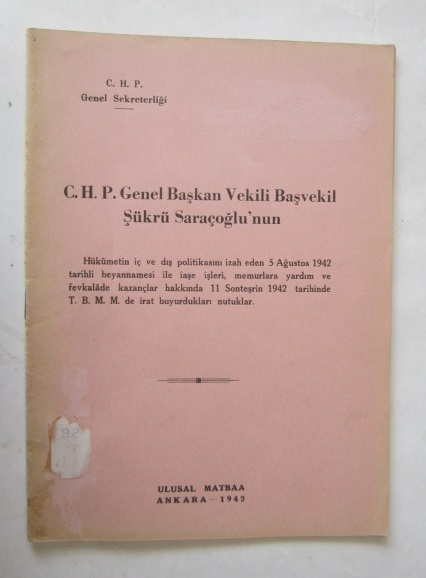 C. H. P.
Genel Sekreterliği
C. H. P. Genel Başkan Vekili Başvekil
Şükrü Saraçoğlu'nun
Hükûmetin iç ve dış politikasını izah eden 5 Ağustos 1942
tarihli beyannamesi ile iaşe işleri, memurlara yardım ve
fevkalâde kazançlar hakkında 11 Sonteşrin 1942 tarihinde
T. B. M. M. de irat buyurdukları nutuklar.
ULUSAL MATBAA
ANKARA — 1942